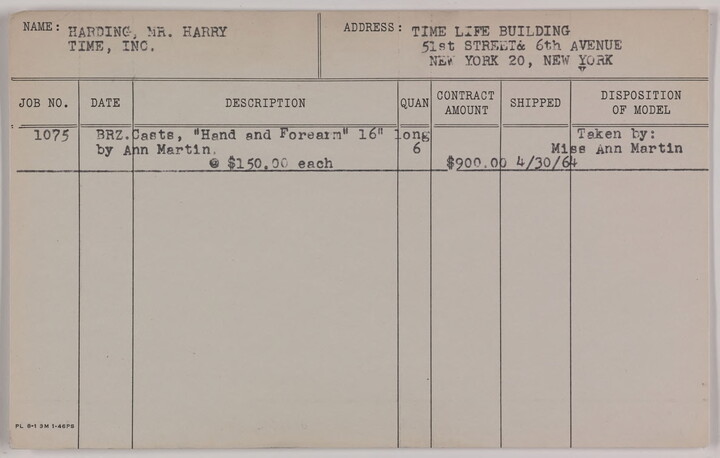 NAME: HARDING, MR. HARRY
TIME, INC.
ADDRESS: TIME LIFE BUILDING
51st STREET& 6th AVENUE
NEW YORK 20, NEW YORK
JOB NO. DATE DESCRIPTION QUAN CONTRACT AMOUNT SHIPPED DISPOSITION OF MODEL
1075 BRZ.Casts, "Hand and Forearm" 16" long Taken by:
by Ann Martin. 6 Miss Ann Martin
@ $150.00 each $900.00 4/30/64
PL 9-1 3M 1-46PS